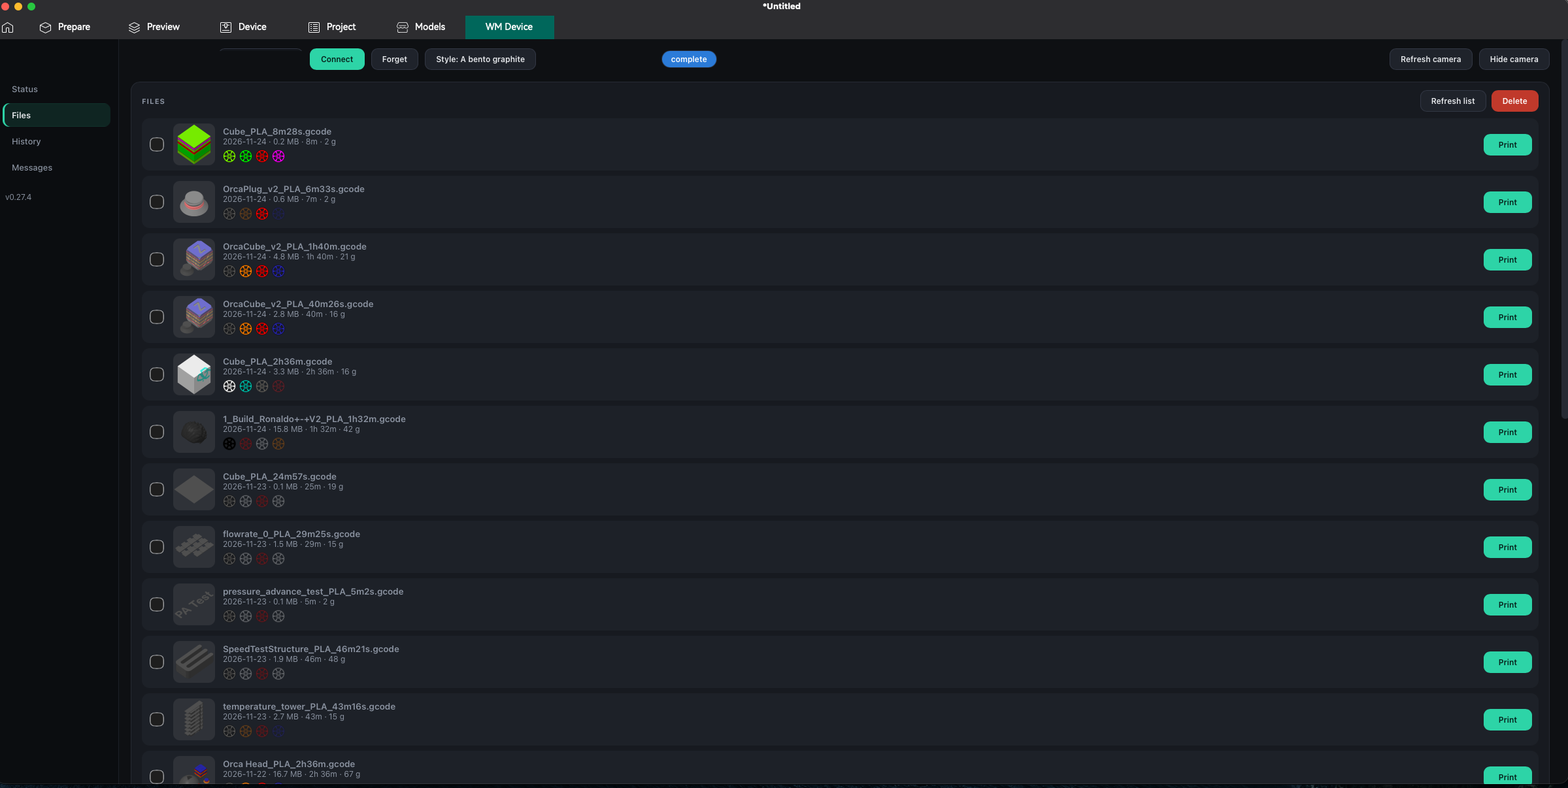 *Untitled
Prepare
Preview
Device
Project
Models
WM Device
Connect
Forget
Style: A bento graphite
complete
Refresh camera
Hide camera
Status
Files
History
Messages
v0.27.4
FILES
Refresh list
Delete
Cube_PLA_8m28s.gcode
2026-11-24 · 0.2 MB · 8m · 2 g
Print
OrcaPlug_v2_PLA_6m33s.gcode
2026-11-24 · 0.6 MB · 7m · 2 g
Print
OrcaCube_v2_PLA_1h40m.gcode
2026-11-24 · 4.8 MB · 1h 40m · 21 g
Print
OrcaCube_v2_PLA_40m26s.gcode
2026-11-24 · 2.8 MB · 40m · 16 g
Print
Cube_PLA_2h36m.gcode
2026-11-24 · 3.3 MB · 2h 36m · 16 g
Print
1_Build_Ronaldo+-+V2_PLA_1h32m.gcode
2026-11-24 · 15.8 MB · 1h 32m · 42 g
Print
Cube_PLA_24m57s.gcode
2026-11-23 · 0.1 MB · 25m · 19 g
Print
flowrate_0_PLA_29m25s.gcode
2026-11-23 · 1.5 MB · 29m · 15 g
Print
PA Test
pressure_advance_test_PLA_5m2s.gcode
2026-11-23 · 0.1 MB · 5m · 2 g
Print
SpeedTestStructure_PLA_46m21s.gcode
2026-11-23 · 1.9 MB · 46m · 48 g
Print
temperature_tower_PLA_43m16s.gcode
2026-11-23 · 2.7 MB · 43m · 15 g
Print
Orca Head_PLA_2h36m.gcode
2026-11-22 · 16.7 MB · 2h 36m · 67 g
Print